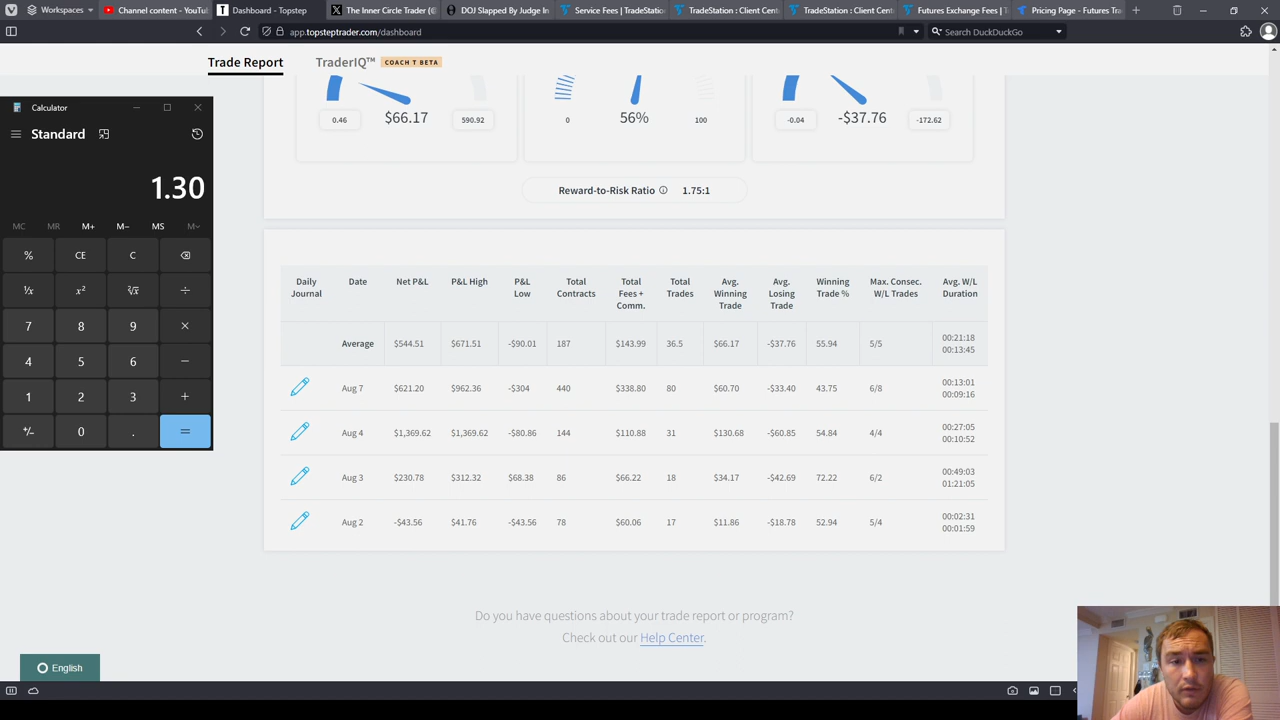 Workspaces
Channel content - YouTu
Dashboard - Topstep
The Inner Circle Trader (@
DOJ Slapped By Judge In
Service Fees | TradeStation
TradeStation : Client Cent
TradeStation : Client Cent
Futures Exchange Fees | T
Pricing Page - Futures Tra
app.topsteptrader.com/dashboard
Search DuckDuckGo
Trade Report TraderIQ™ COACH T BETA
Calculator
Standard
1.30
MC MR M+ M− MS M
% CE C
¹/x x² ²√x ÷
7 8 9 ×
4 5 6 −
1 2 3 +
+/− 0 . =
0.46 $66.17 590.92
0 56% 100
-0.04 -$37.76 -172.62
Reward-to-Risk Ratio 1.75:1
Daily Journal Date Net P&L P&L High P&L Low Total Contracts Total Fees + Comm. Total Trades Avg. Winning Trade Avg. Losing Trade Winning Trade % Max. Consec. W/L Trades Avg. W/L Duration
Average $544.51 $671.51 -$90.01 187 $143.99 36.5 $66.17 -$37.76 55.94 5/5 00:21:18 00:13:45
Aug 7 $621.20 $962.36 -$304 440 $338.80 80 $60.70 -$33.40 43.75 6/8 00:13:01 00:09:16
Aug 4 $1,369.62 $1,369.62 -$80.86 144 $110.88 31 $130.68 -$60.85 54.84 4/4 00:27:05 00:10:52
Aug 3 $230.78 $312.32 $68.38 86 $66.22 18 $34.17 -$42.69 72.22 6/2 00:49:03 01:21:05
Aug 2 -$43.56 $41.76 -$43.56 78 $60.06 17 $11.86 -$18.78 52.94 5/4 00:02:31 00:01:59
Do you have questions about your trade report or program?
Check out our Help Center.
English